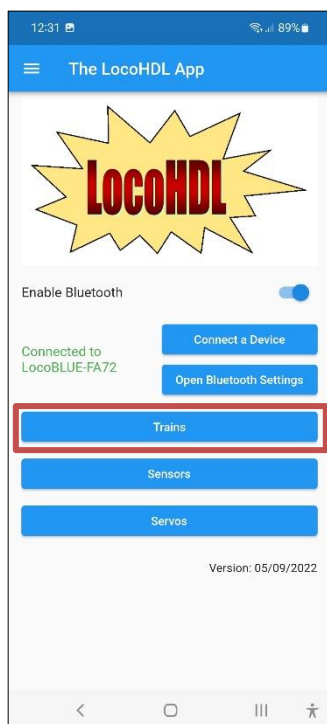 12:31
89%
The LocoHDL App
LOCOHDL
Enable Bluetooth
Connected to
LocoBLUE-FA72
Connect a Device
Open Bluetooth Settings
Trains
Sensors
Servos
Version: 05/09/2022